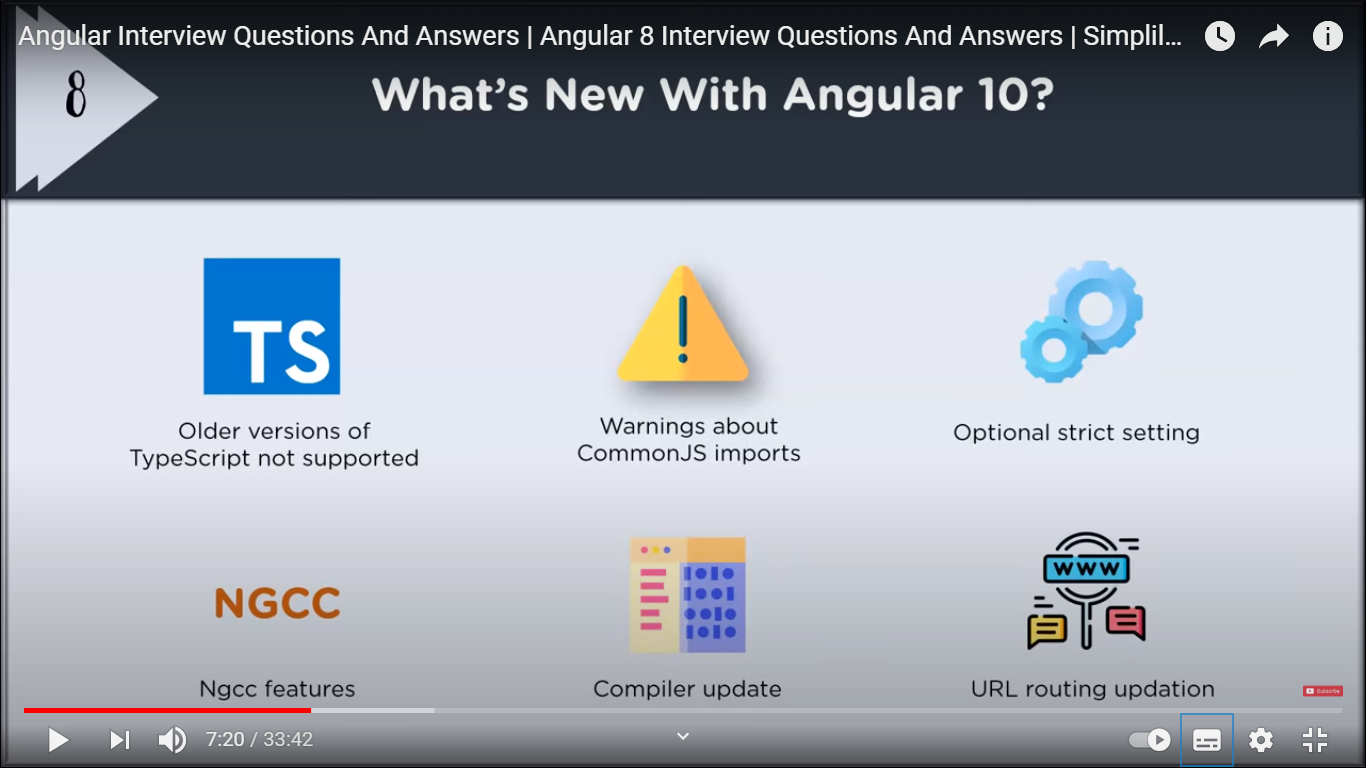 Angular Interview Questions And Answers | Angular 8 Interview Questions And Answers | Simplil...
8
What's New With Angular 10?
TS
Older versions of
TypeScript not supported
!
Warnings about
CommonJS imports
Optional strict setting
NGCC
Ngcc features
Compiler update
WWW
URL routing updation
Subscribe
7:20 / 33:42